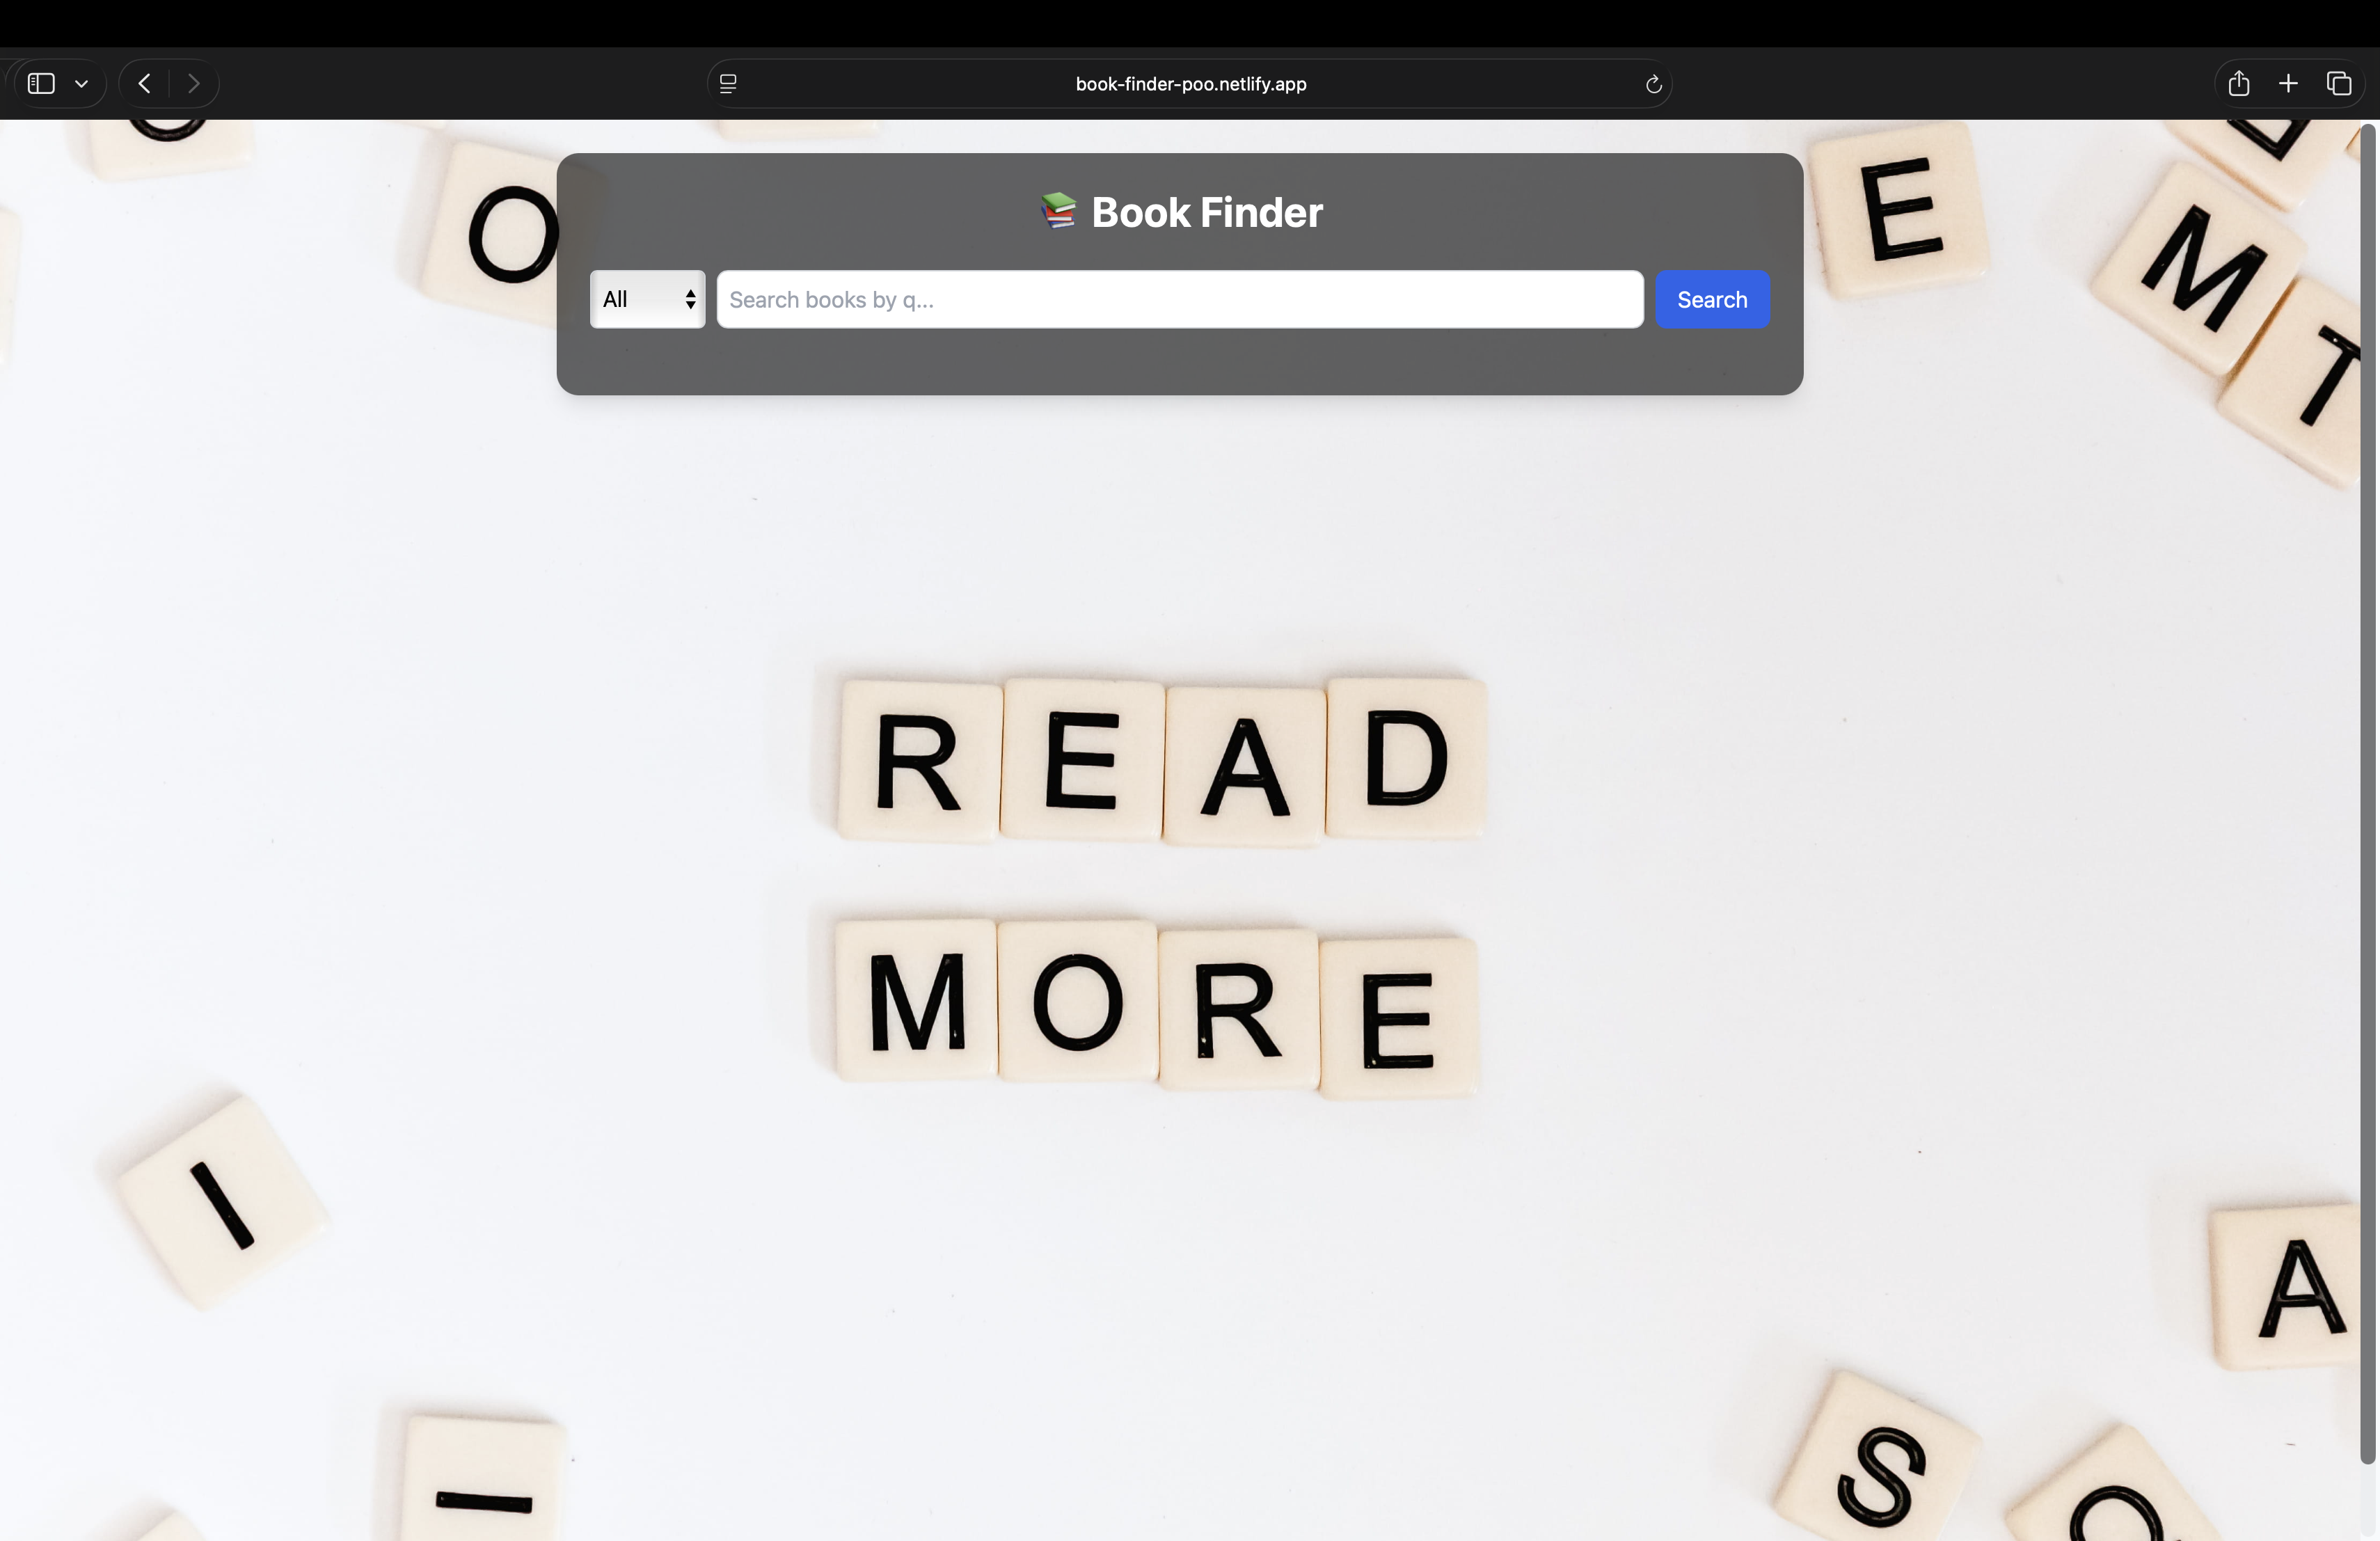 book-finder-poo.netlify.app
O
E
M
T
📚 Book Finder
All
Search books by q...
Search
READ
MORE
I
A
I
S